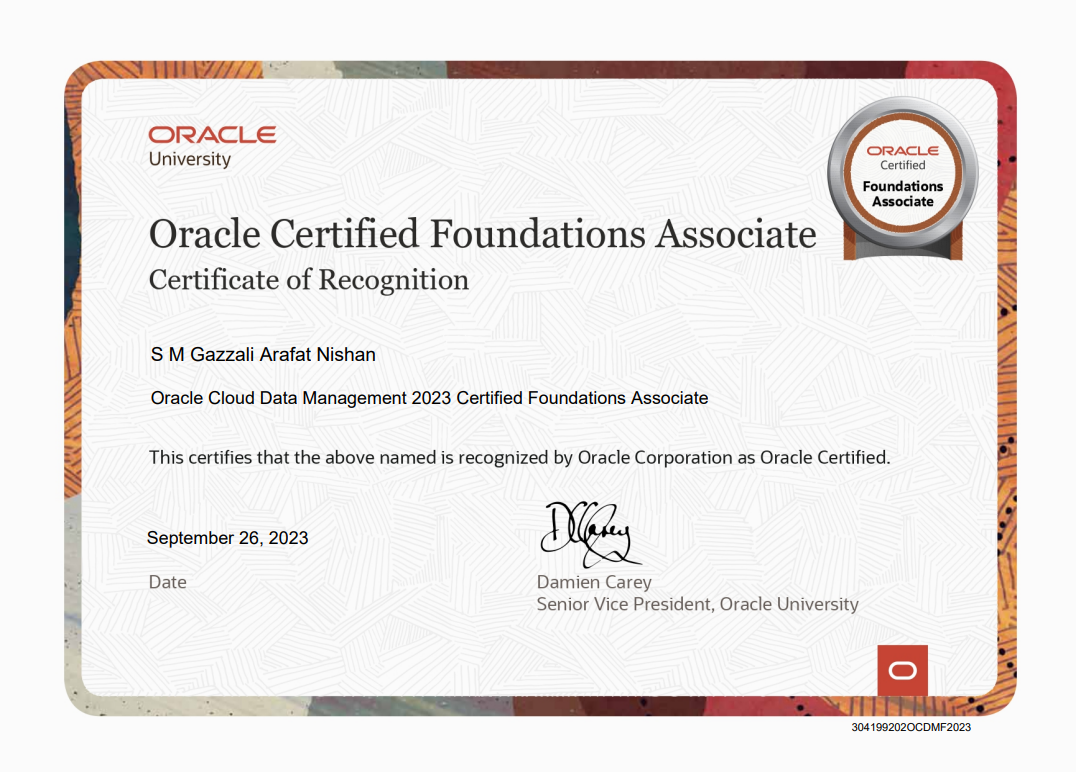 ORACLE
University
ORACLE
Certified
Foundations
Associate
Oracle Certified Foundations Associate
Certificate of Recognition
S M Gazzali Arafat Nishan
Oracle Cloud Data Management 2023 Certified Foundations Associate
This certifies that the above named is recognized by Oracle Corporation as Oracle Certified.
DCCarey
September 26, 2023
Date
Damien Carey
Senior Vice President, Oracle University
304199202OCDMF2023